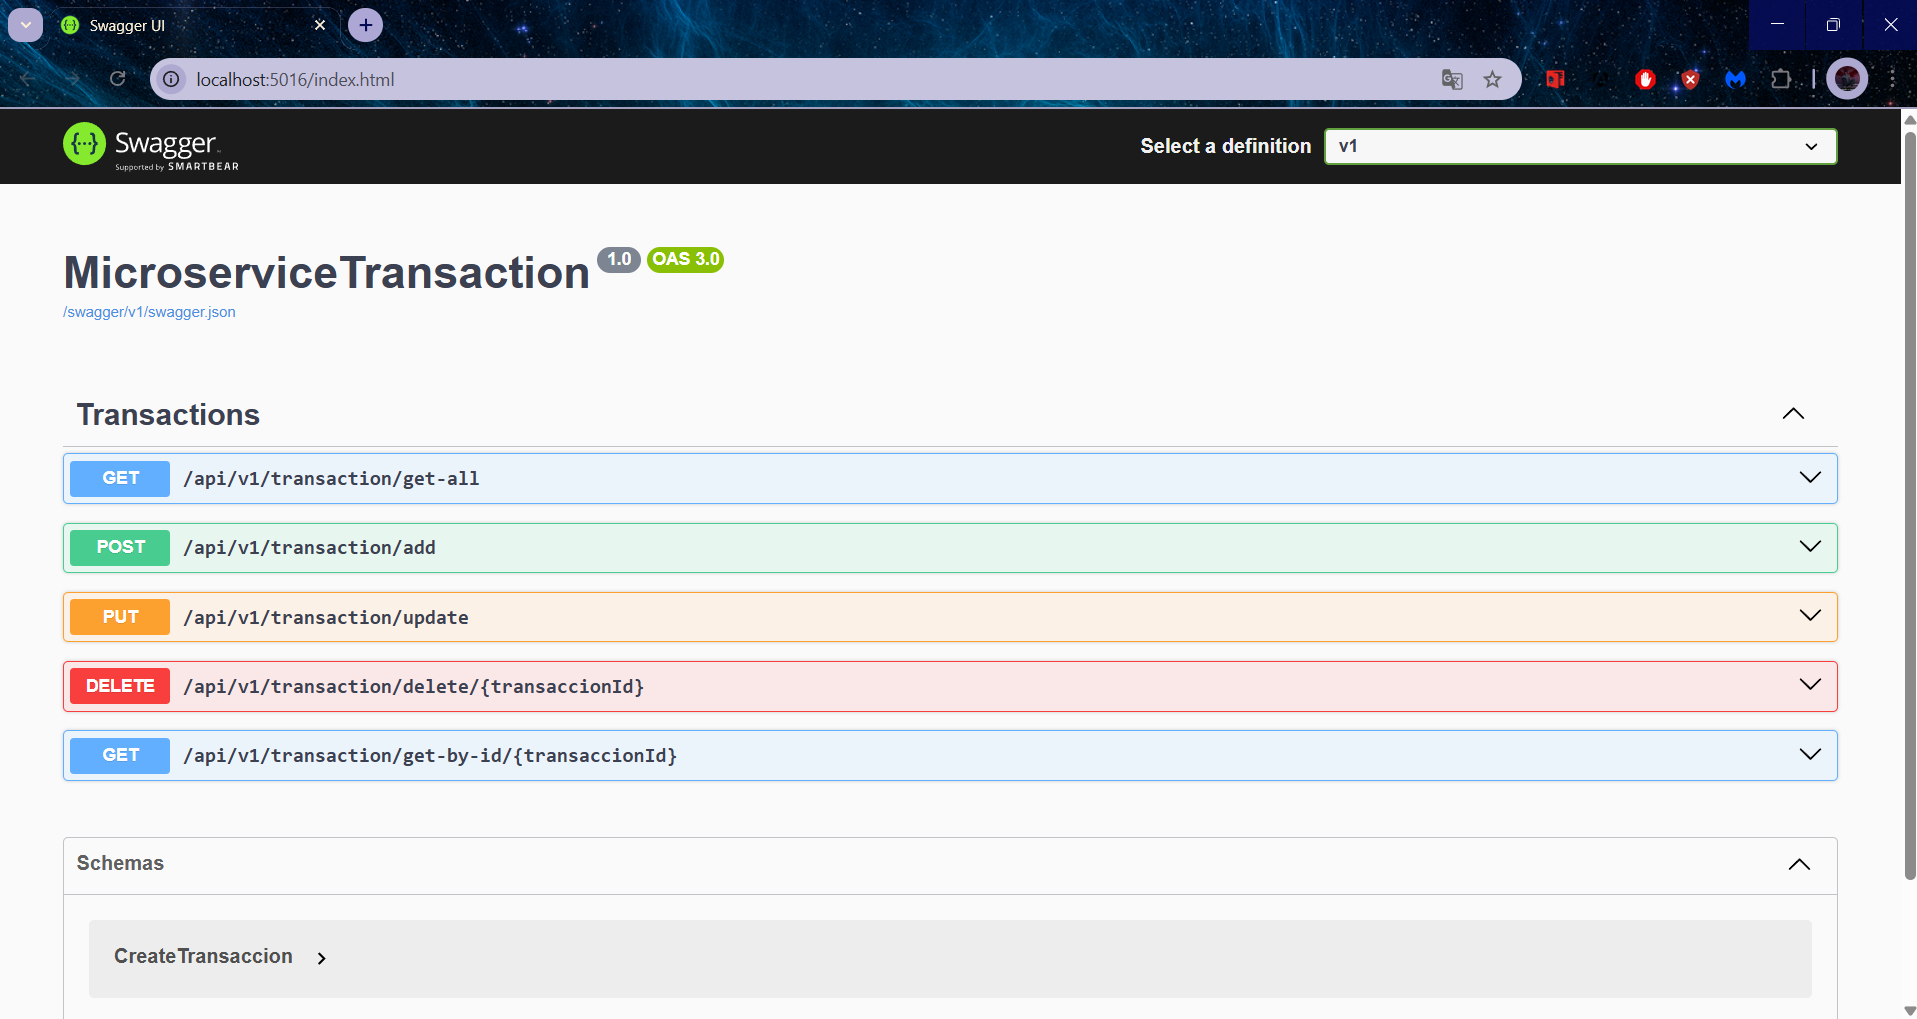 Swagger UI
localhost:5016/index.html
Swagger
Supported by SMARTBEAR
Select a definition
v1
MicroserviceTransaction 1.0 OAS 3.0
/swagger/v1/swagger.json
Transactions
GET /api/v1/transaction/get-all
POST /api/v1/transaction/add
PUT /api/v1/transaction/update
DELETE /api/v1/transaction/delete/{transaccionId}
GET /api/v1/transaction/get-by-id/{transaccionId}
Schemas
CreateTransaccion